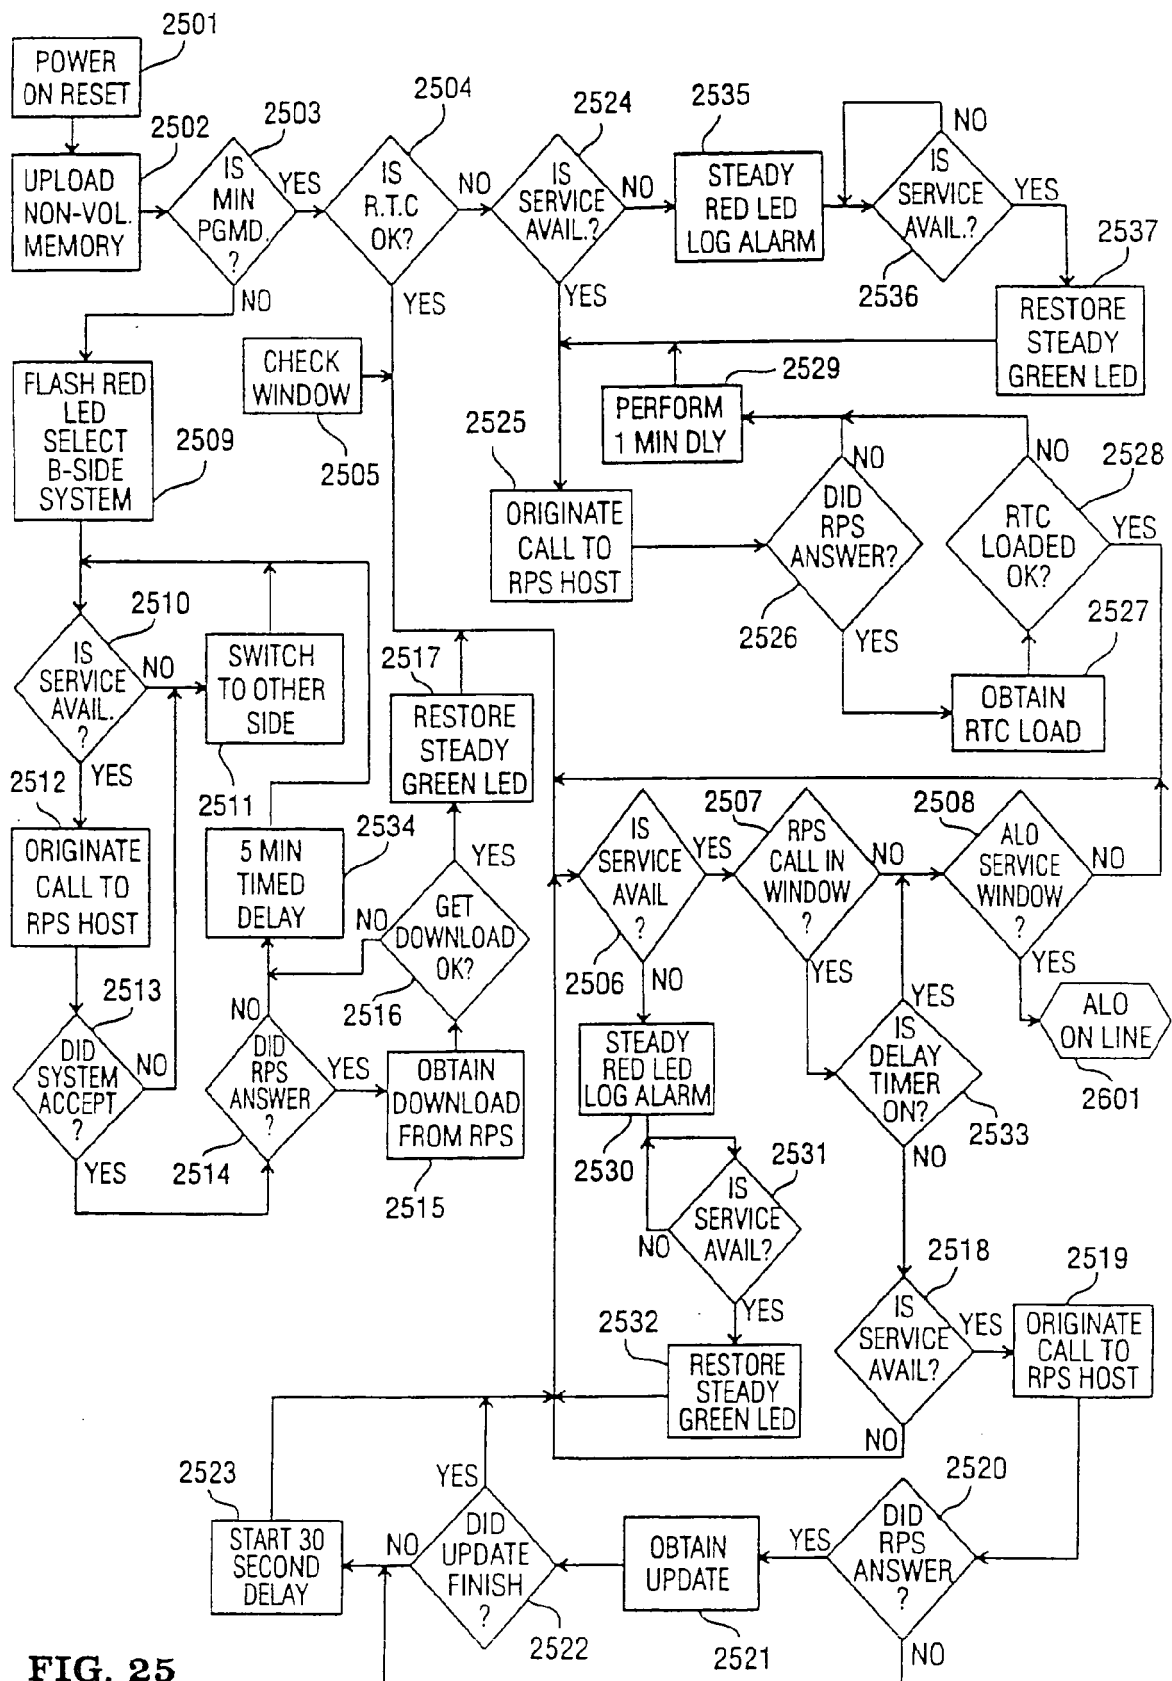 2501
POWER
ON RESET
2502
UPLOAD
NON-VOL.
MEMORY
2503
IS
MIN
PGMD.
?
YES
NO
2504
IS
R.T.C
OK?
NO
YES
2524
IS
SERVICE
AVAIL.?
NO
YES
2535
STEADY
RED LED
LOG ALARM
NO
IS
SERVICE
AVAIL.?
YES
2536
2537
RESTORE
STEADY
GREEN LED
CHECK
WINDOW
2505
FLASH RED
LED
SELECT
B-SIDE
SYSTEM
2509
2529
PERFORM
1 MIN DLY
2525
ORIGINATE
CALL TO
RPS HOST
NO
DID
RPS
ANSWER?
2526
YES
NO
2528
RTC
LOADED
OK?
YES
2527
OBTAIN
RTC LOAD
2510
IS
SERVICE
AVAIL.
?
NO
YES
SWITCH
TO OTHER
SIDE
2511
2517
RESTORE
STEADY
GREEN LED
2512
ORIGINATE
CALL TO
RPS HOST
2534
5 MIN
TIMED
DELAY
YES
NO
GET
DOWNLOAD
OK?
2516
2513
DID
SYSTEM
ACCEPT
?
NO
YES
NO
DID
RPS
ANSWER
?
YES
2514
OBTAIN
DOWNLOAD
FROM RPS
2515
IS
SERVICE
AVAIL
?
YES
2506
NO
2507
RPS
CALL IN
WINDOW
?
NO
YES
2508
ALO
SERVICE
WINDOW
?
NO
YES
ALO
ON LINE
2601
STEADY
RED LED
LOG ALARM
2530
YES
IS
DELAY
TIMER
ON?
2533
NO
2531
IS
SERVICE
AVAIL?
NO
YES
2532
RESTORE
STEADY
GREEN LED
2518
IS
SERVICE
AVAIL?
YES
NO
2519
ORIGINATE
CALL TO
RPS HOST
2523
START 30
SECOND
DELAY
YES
NO
DID
UPDATE
FINISH
?
2522
OBTAIN
UPDATE
2521
2520
YES
DID
RPS
ANSWER
?
NO
FIG. 25